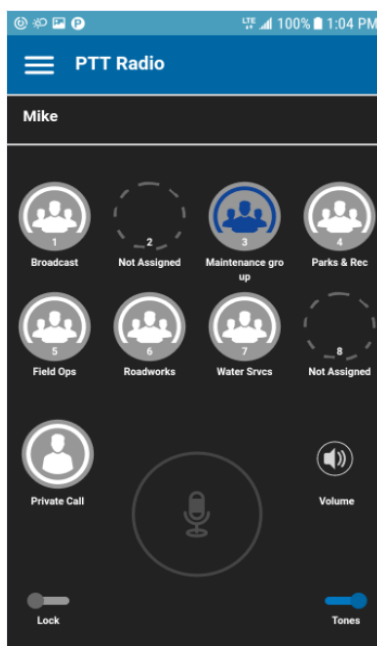 LTE 100% 1:04 PM
PTT Radio
Mike
1 2 3 4
Broadcast Not Assigned Maintenance gro Parks & Rec
up
5 6 7 8
Field Ops Roadworks Water Srvcs Not Assigned
Private Call Volume
Lock Tones